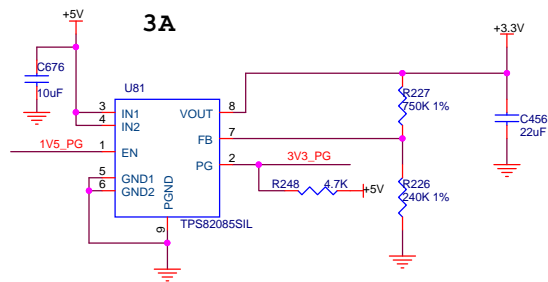 +5V
3A
+3.3V
C676
10uF
U81
3
IN1
4
IN2
VOUT
8
R227
750K 1%
C456
22uF
1V5_PG
1
EN
FB
7
PG
2
3V3_PG
5
GND1
6
GND2
PGND
9
R248
4.7K
+5V
R226
240K 1%
TPS82085SIL